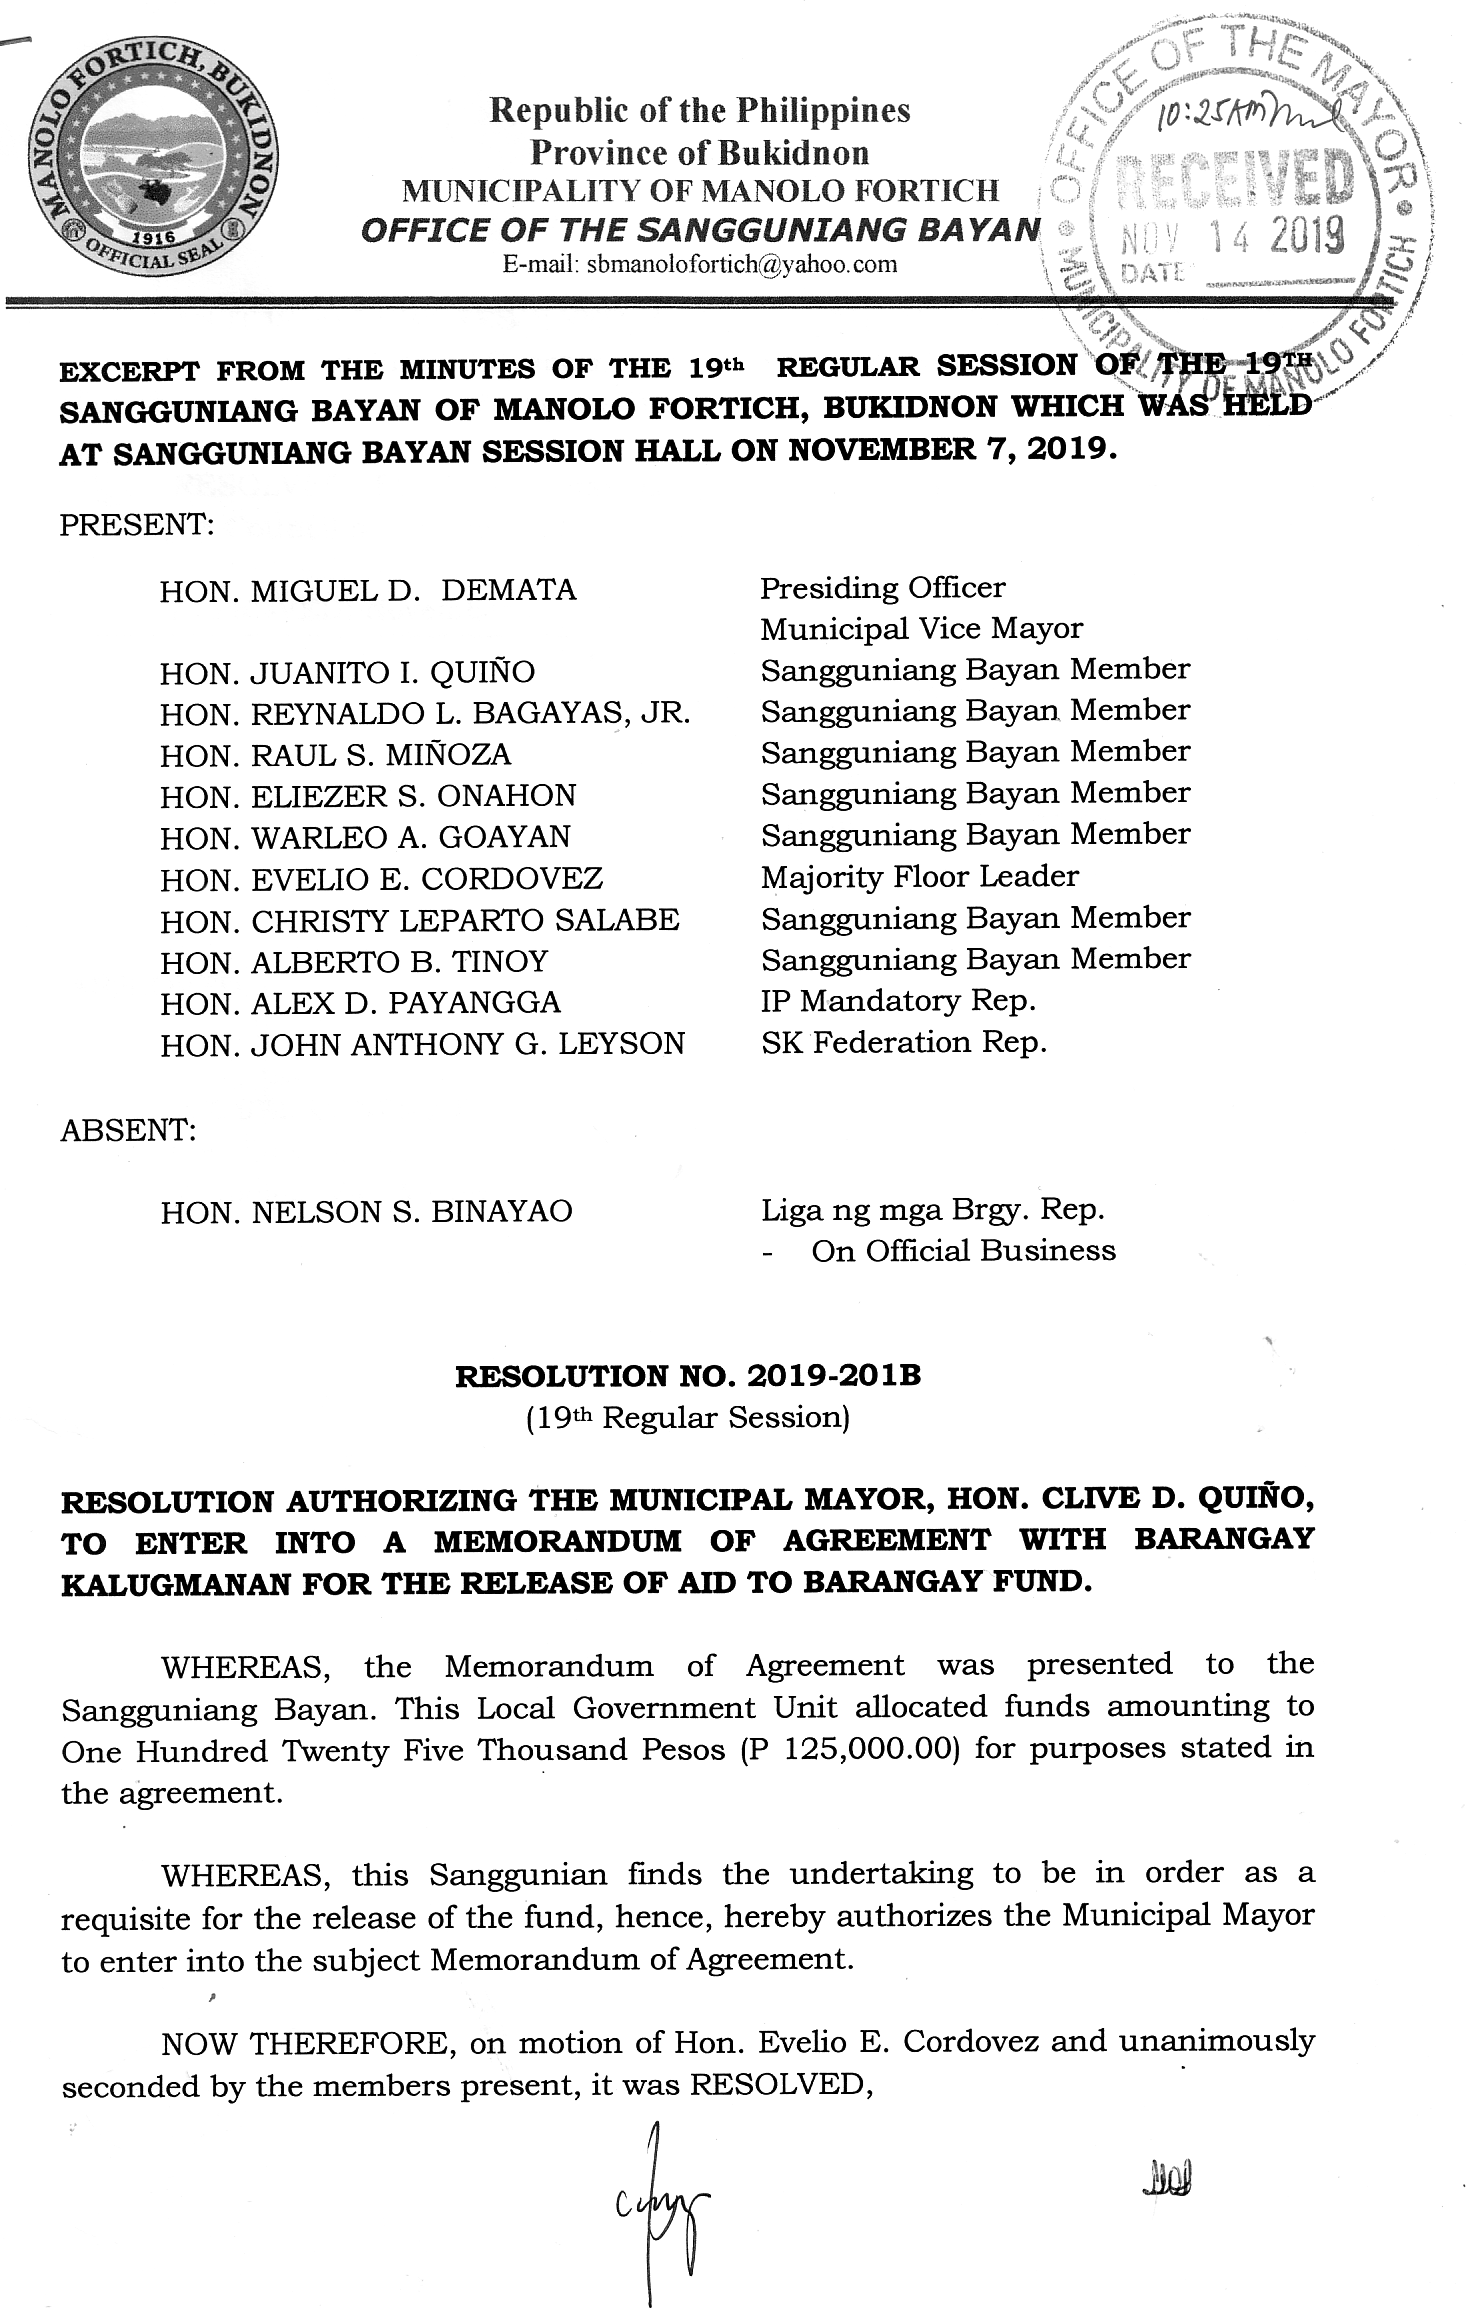 MANOLO FORTICH, BUKIDNON
1916
OFFICIAL SEAL
Republic of the Philippines
Province of Bukidnon
MUNICIPALITY OF MANOLO FORTICH
OFFICE OF THE SANGGUNIANG BAYAN
E-mail: sbmanolofortich@yahoo.com
OFFICE OF THE MAYOR
10:25AM
RECEIVED
NOV 14 2019
DATE
MUNICIPALITY OF MANOLO FORTICH
EXCERPT FROM THE MINUTES OF THE 19th REGULAR SESSION OF THE 19TH
SANGGUNIANG BAYAN OF MANOLO FORTICH, BUKIDNON WHICH WAS HELD
AT SANGGUNIANG BAYAN SESSION HALL ON NOVEMBER 7, 2019.
PRESENT:
HON. MIGUEL D. DEMATA Presiding Officer
Municipal Vice Mayor
HON. JUANITO I. QUIÑO Sangguniang Bayan Member
HON. REYNALDO L. BAGAYAS, JR. Sangguniang Bayan Member
HON. RAUL S. MIÑOZA Sangguniang Bayan Member
HON. ELIEZER S. ONAHON Sangguniang Bayan Member
HON. WARLEO A. GOAYAN Sangguniang Bayan Member
HON. EVELIO E. CORDOVEZ Majority Floor Leader
HON. CHRISTY LEPARTO SALABE Sangguniang Bayan Member
HON. ALBERTO B. TINOY Sangguniang Bayan Member
HON. ALEX D. PAYANGGA IP Mandatory Rep.
HON. JOHN ANTHONY G. LEYSON SK Federation Rep.
ABSENT:
HON. NELSON S. BINAYAO Liga ng mga Brgy. Rep.
- On Official Business
RESOLUTION NO. 2019-201B
(19th Regular Session)
RESOLUTION AUTHORIZING THE MUNICIPAL MAYOR, HON. CLIVE D. QUIÑO,
TO ENTER INTO A MEMORANDUM OF AGREEMENT WITH BARANGAY
KALUGMANAN FOR THE RELEASE OF AID TO BARANGAY FUND.
WHEREAS, the Memorandum of Agreement was presented to the
Sangguniang Bayan. This Local Government Unit allocated funds amounting to
One Hundred Twenty Five Thousand Pesos (P 125,000.00) for purposes stated in
the agreement.
WHEREAS, this Sanggunian finds the undertaking to be in order as a
requisite for the release of the fund, hence, hereby authorizes the Municipal Mayor
to enter into the subject Memorandum of Agreement.
NOW THEREFORE, on motion of Hon. Evelio E. Cordovez and unanimously
seconded by the members present, it was RESOLVED,